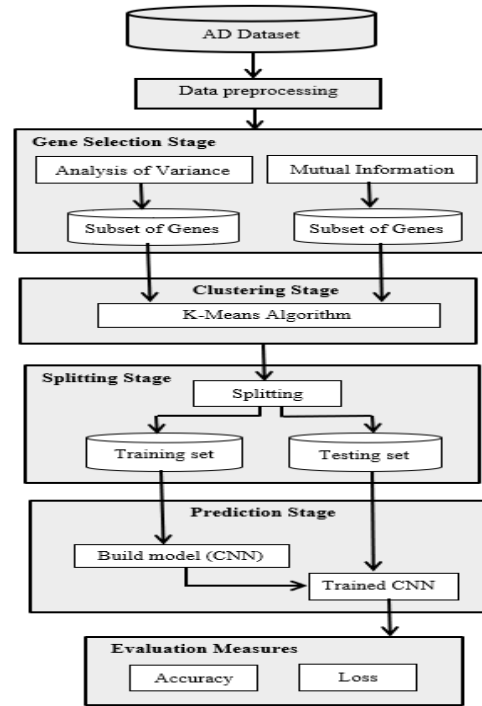 AD Dataset
Data preprocessing
Gene Selection Stage
Analysis of Variance
Mutual Information
Subset of Genes
Subset of Genes
Clustering Stage
K-Means Algorithm
Splitting Stage
Splitting
Training set
Testing set
Prediction Stage
Build model (CNN)
Trained CNN
Evaluation Measures
Accuracy
Loss